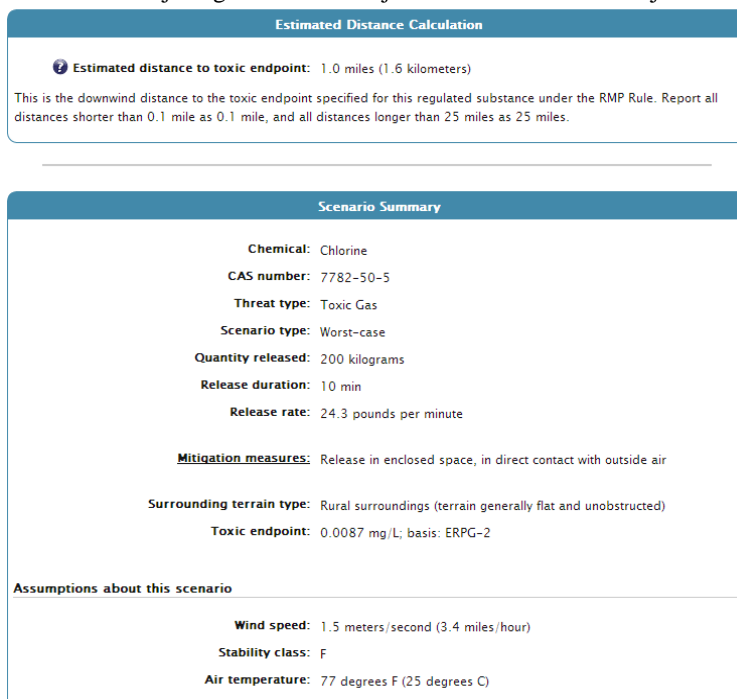 Estimated Distance Calculation
Estimated distance to toxic endpoint: 1.0 miles (1.6 kilometers)
This is the downwind distance to the toxic endpoint specified for this regulated substance under the RMP Rule. Report all
distances shorter than 0.1 mile as 0.1 mile, and all distances longer than 25 miles as 25 miles.
Scenario Summary
Chemical: Chlorine
CAS number: 7782-50-5
Threat type: Toxic Gas
Scenario type: Worst-case
Quantity released: 200 kilograms
Release duration: 10 min
Release rate: 24.3 pounds per minute
Mitigation measures: Release in enclosed space, in direct contact with outside air
Surrounding terrain type: Rural surroundings (terrain generally flat and unobstructed)
Toxic endpoint: 0.0087 mg/L; basis: ERPG-2
Assumptions about this scenario
Wind speed: 1.5 meters/second (3.4 miles/hour)
Stability class: F
Air temperature: 77 degrees F (25 degrees C)